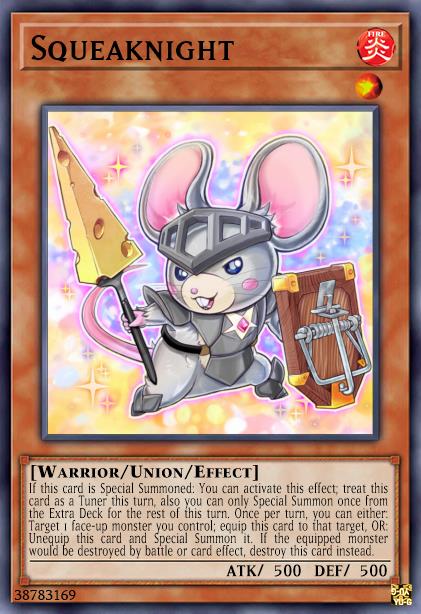 SQUEAKNIGHT
FIRE
炎
[WARRIOR/UNION/EFFECT]
If this card is Special Summoned: You can activate this effect; treat this
card as a Tuner this turn, also you can only Special Summon once from
the Extra Deck for the rest of this turn. Once per turn, you can either:
Target 1 face-up monster you control; equip this card to that target, OR:
Unequip this card and Special Summon it. If the equipped monster
would be destroyed by battle or card effect, destroy this card instead.
ATK/ 500 DEF/ 500
38783169